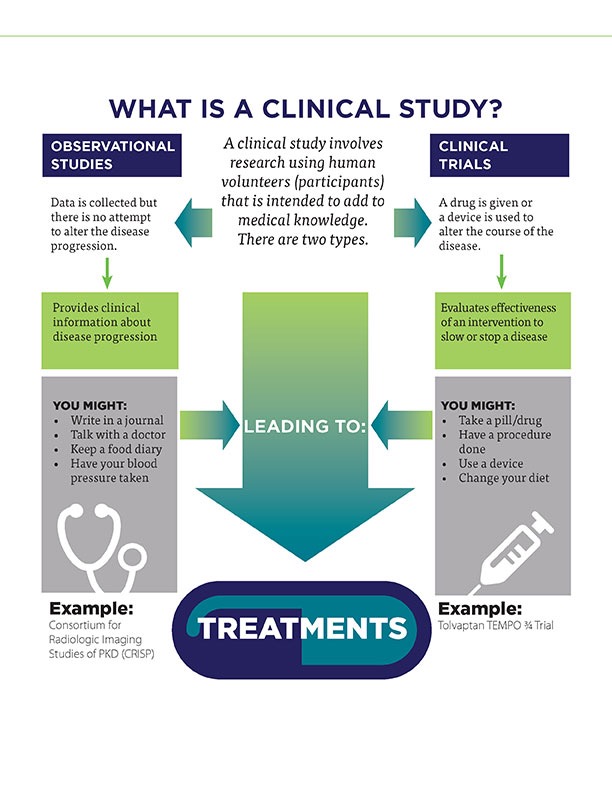 WHAT IS A CLINICAL STUDY?
OBSERVATIONAL
STUDIES
Data is collected but
there is no attempt
to alter the disease
progression.
Provides clinical
information about
disease progression
YOU MIGHT:
• Write in a journal
• Talk with a doctor
• Keep a food diary
• Have your blood
pressure taken
Example:
Consortium for
Radiologic Imaging
Studies of PKD (CRISP)
A clinical study involves
research using human
volunteers (participants)
that is intended to add to
medical knowledge.
There are two types.
LEADING TO:
TREATMENTS
CLINICAL
TRIALS
A drug is given or
a device is used to
alter the course of the
disease.
Evaluates effectiveness
of an intervention to
slow or stop a disease
YOU MIGHT:
• Take a pill/drug
• Have a procedure
done
• Use a device
• Change your diet
Example:
Tolvaptan TEMPO ¾ Trial